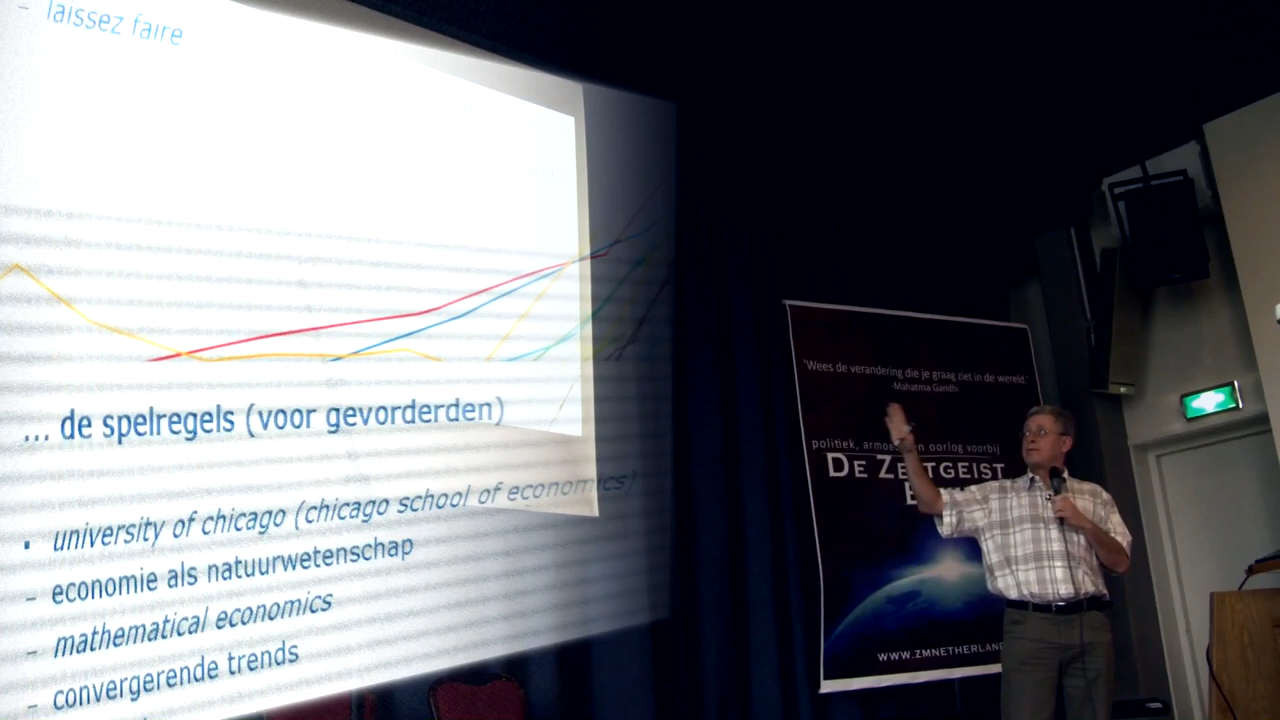 - laissez faire
... de spelregels (voor gevorderden)
▪ university of chicago (chicago school of economics)
- economie als natuurwetenschap
- mathematical economics
- convergerende trends
'Wees de verandering die je graag ziet in de wereld.'
-Mahatma Gandhi
politiek, armoe en oorlog voorbij
DE ZEITGEIST
WWW.ZMNETHERLAN